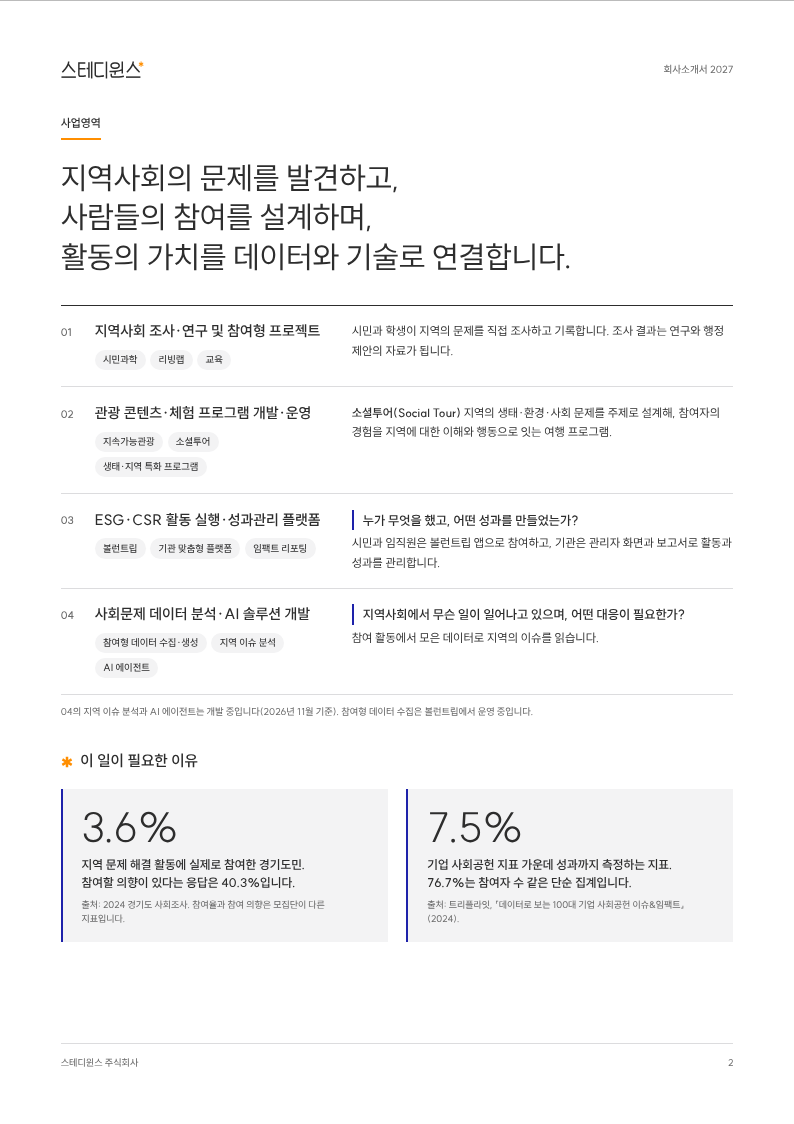 스테디원스*
회사소개서 2027
사업영역
지역사회의 문제를 발견하고,
사람들의 참여를 설계하며,
활동의 가치를 데이터와 기술로 연결합니다.
01
지역사회 조사·연구 및 참여형 프로젝트
시민과학 리빙랩 교육
시민과 학생이 지역의 문제를 직접 조사하고 기록합니다. 조사 결과는 연구와 행정
제안의 자료가 됩니다.
02
관광 콘텐츠·체험 프로그램 개발·운영
지속가능관광 소셜투어
생태·지역 특화 프로그램
소셜투어(Social Tour) 지역의 생태·환경·사회 문제를 주제로 설계해, 참여자의
경험을 지역에 대한 이해와 행동으로 잇는 여행 프로그램.
03
ESG·CSR 활동 실행·성과관리 플랫폼
볼런트립 기관 맞춤형 플랫폼 임팩트 리포팅
누가 무엇을 했고, 어떤 성과를 만들었는가?
시민과 임직원은 볼런트립 앱으로 참여하고, 기관은 관리자 화면과 보고서로 활동과
성과를 관리합니다.
04
사회문제 데이터 분석·AI 솔루션 개발
참여형 데이터 수집·생성 지역 이슈 분석
AI 에이전트
지역사회에서 무슨 일이 일어나고 있으며, 어떤 대응이 필요한가?
참여 활동에서 모은 데이터로 지역의 이슈를 읽습니다.
04의 지역 이슈 분석과 AI 에이전트는 개발 중입니다(2026년 11월 기준). 참여형 데이터 수집은 볼런트립에서 운영 중입니다.
✱ 이 일이 필요한 이유
3.6%
지역 문제 해결 활동에 실제로 참여한 경기도민.
참여할 의향이 있다는 응답은 40.3%입니다.
출처: 2024 경기도 사회조사. 참여율과 참여 의향은 모집단이 다른
지표입니다.
7.5%
기업 사회공헌 지표 가운데 성과까지 측정하는 지표.
76.7%는 참여자 수 같은 단순 집계입니다.
출처: 트리플라잇, 『데이터로 보는 100대 기업 사회공헌 이슈&임팩트』
(2024).
스테디원스 주식회사
2